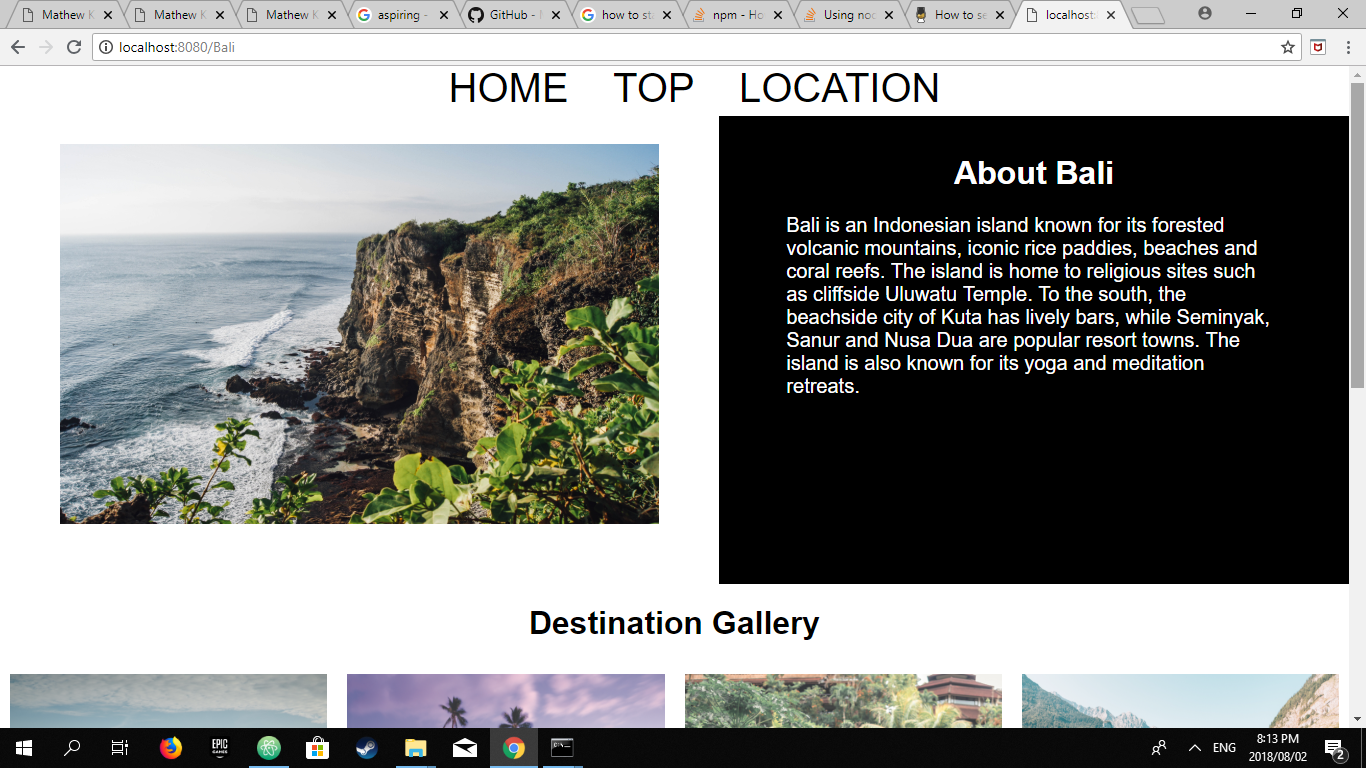 Mathew K
Mathew K
Mathew K
aspiring -
GitHub -
how to sta
npm - Ho
Using noc
How to se
localhost:
localhost:8080/Bali
HOME TOP LOCATION
About Bali
Bali is an Indonesian island known for its forested
volcanic mountains, iconic rice paddies, beaches and
coral reefs. The island is home to religious sites such
as cliffside Uluwatu Temple. To the south, the
beachside city of Kuta has lively bars, while Seminyak,
Sanur and Nusa Dua are popular resort towns. The
island is also known for its yoga and meditation
retreats.
Destination Gallery
EPIC
GAMES
ENG
8:13 PM
2018/08/02
2